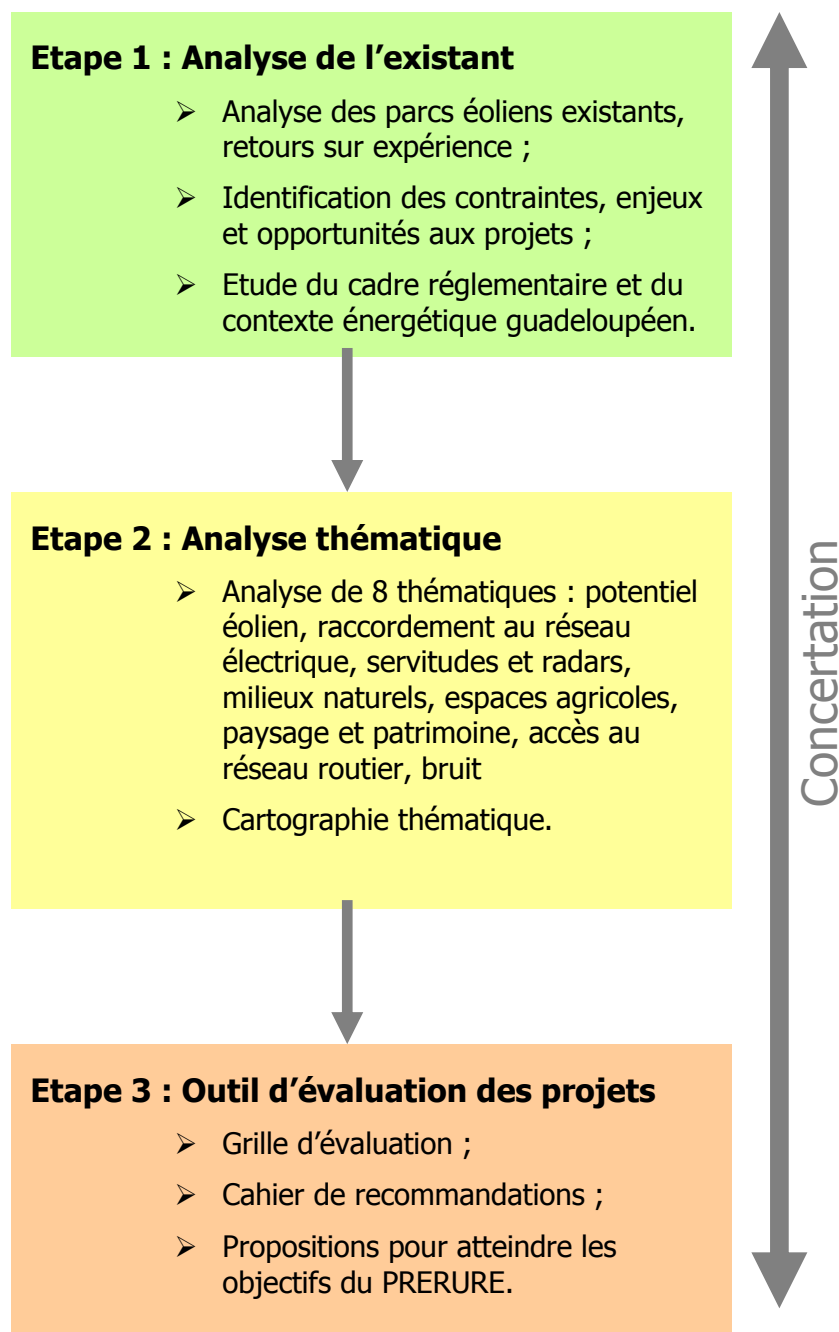 Etape 1 : Analyse de l’existant
➢ Analyse des parcs éoliens existants,
retours sur expérience ;
➢ Identification des contraintes, enjeux
et opportunités aux projets ;
➢ Etude du cadre réglementaire et du
contexte énergétique guadeloupéen.
Etape 2 : Analyse thématique
➢ Analyse de 8 thématiques : potentiel
éolien, raccordement au réseau
électrique, servitudes et radars,
milieux naturels, espaces agricoles,
paysage et patrimoine, accès au
réseau routier, bruit
➢ Cartographie thématique.
Etape 3 : Outil d’évaluation des projets
➢ Grille d’évaluation ;
➢ Cahier de recommandations ;
➢ Propositions pour atteindre les
objectifs du PRERURE.
Concertation